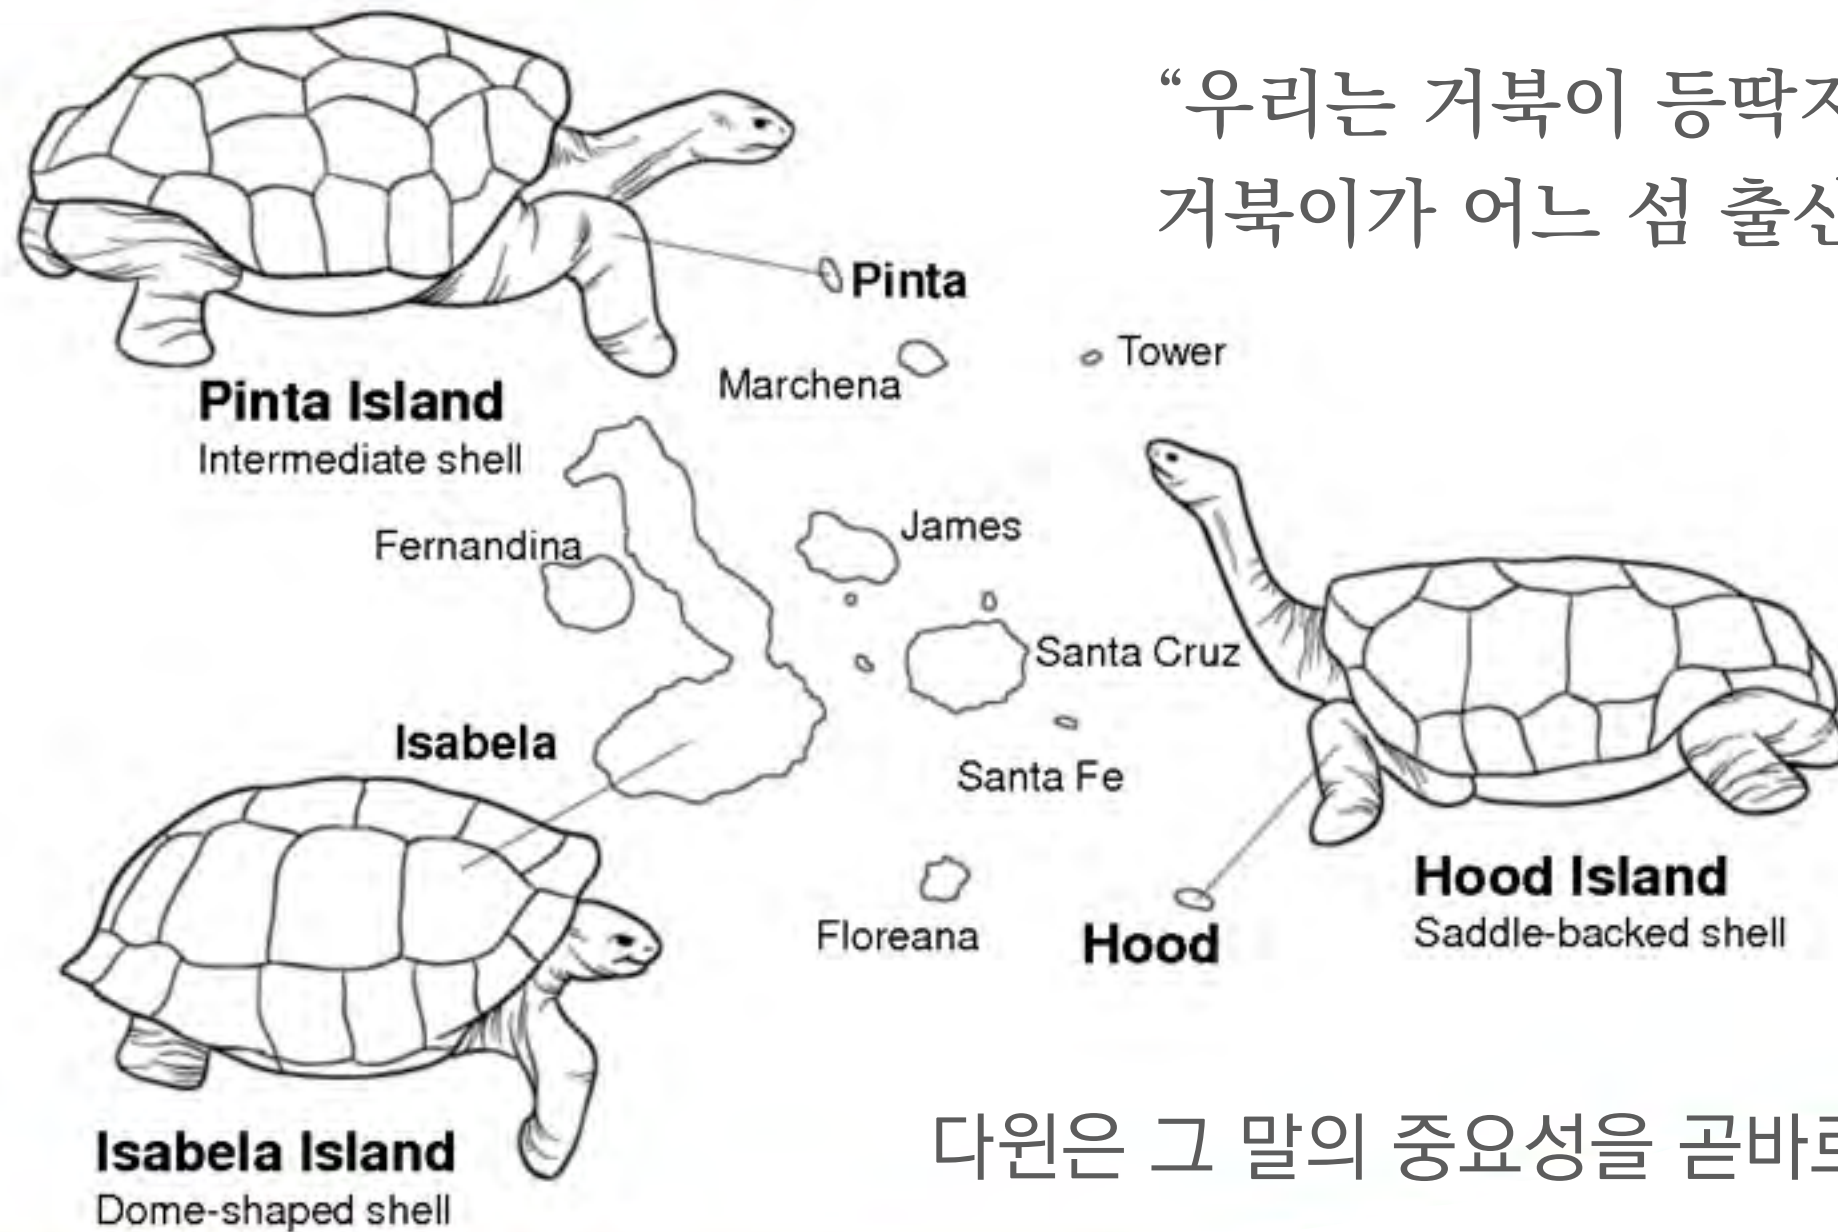 “우리는 거북이 등딱지
거북이가 어느 섬 출신
Pinta
Tower
Marchena
Pinta Island
Intermediate shell
James
Fernandina
Santa Cruz
Isabela
Santa Fe
Hood Island
Saddle-backed shell
Floreana
Hood
다윈은 그 말의 중요성을 곧바로
Isabela Island
Dome-shaped shell